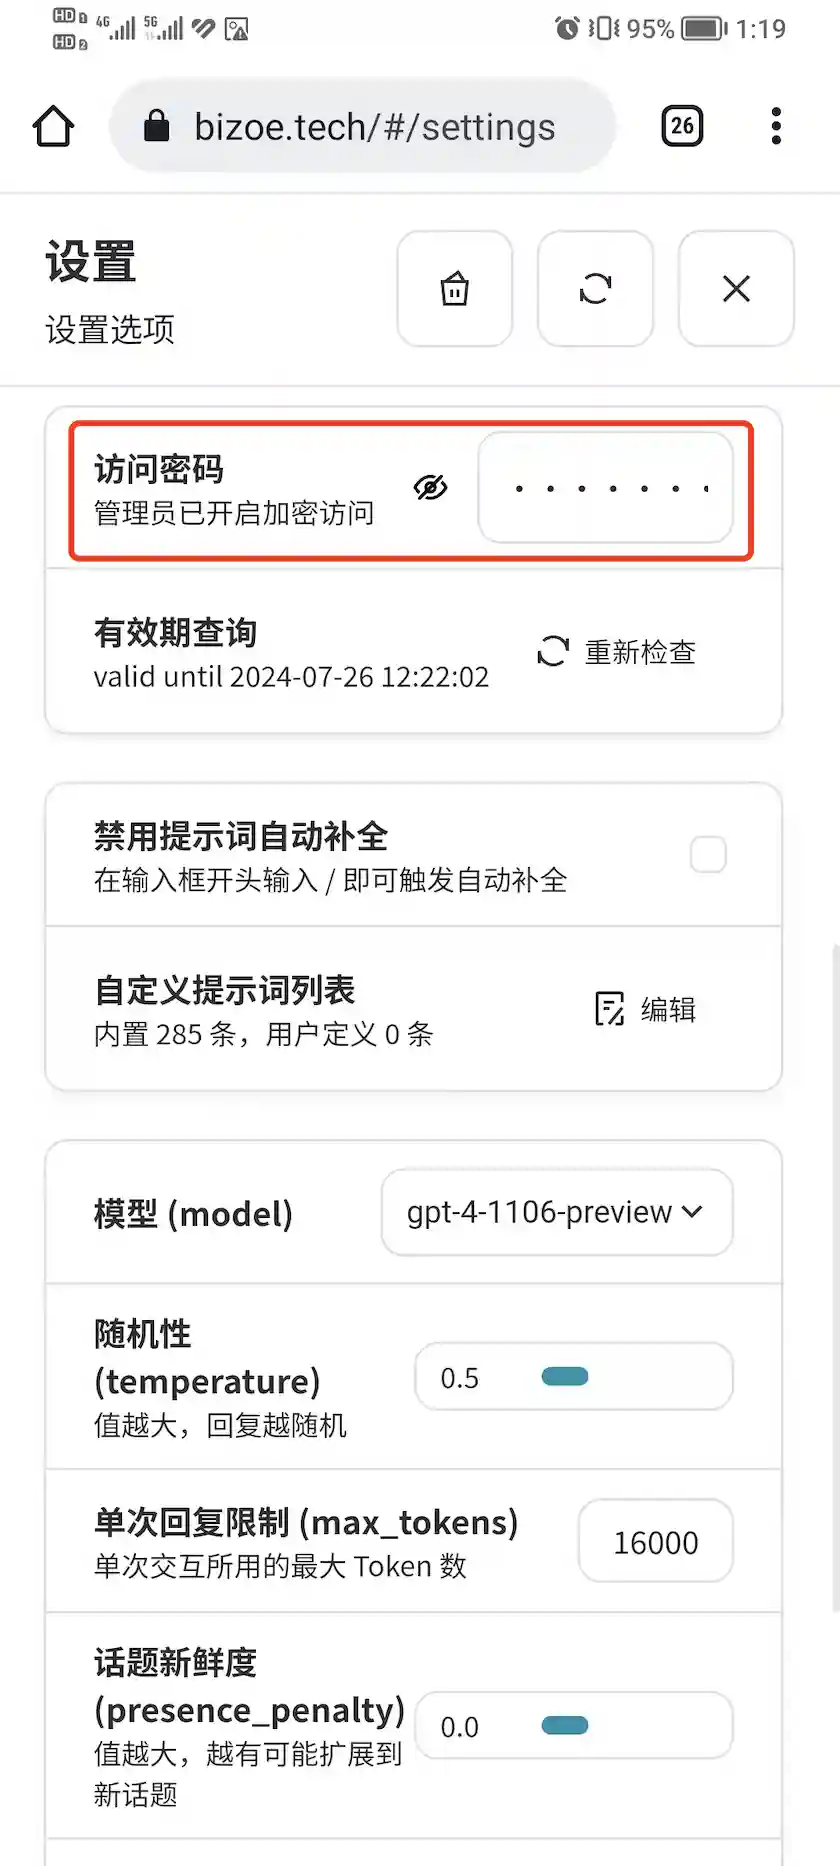 HD 1 4G 5G 95% 1:19
HD 2
bizoe.tech/#/settings 26
设置
设置选项
访问密码
管理员已开启加密访问
有效期查询
valid until 2024-07-26 12:22:02
重新检查
禁用提示词自动补全
在输入框开头输入 / 即可触发自动补全
自定义提示词列表
内置 285 条，用户定义 0 条
编辑
模型 (model)
gpt-4-1106-preview
随机性
(temperature)
值越大，回复越随机
0.5
单次回复限制 (max_tokens)
单次交互所用的最大 Token 数
16000
话题新鲜度
(presence_penalty)
值越大，越有可能扩展到
新话题
0.0